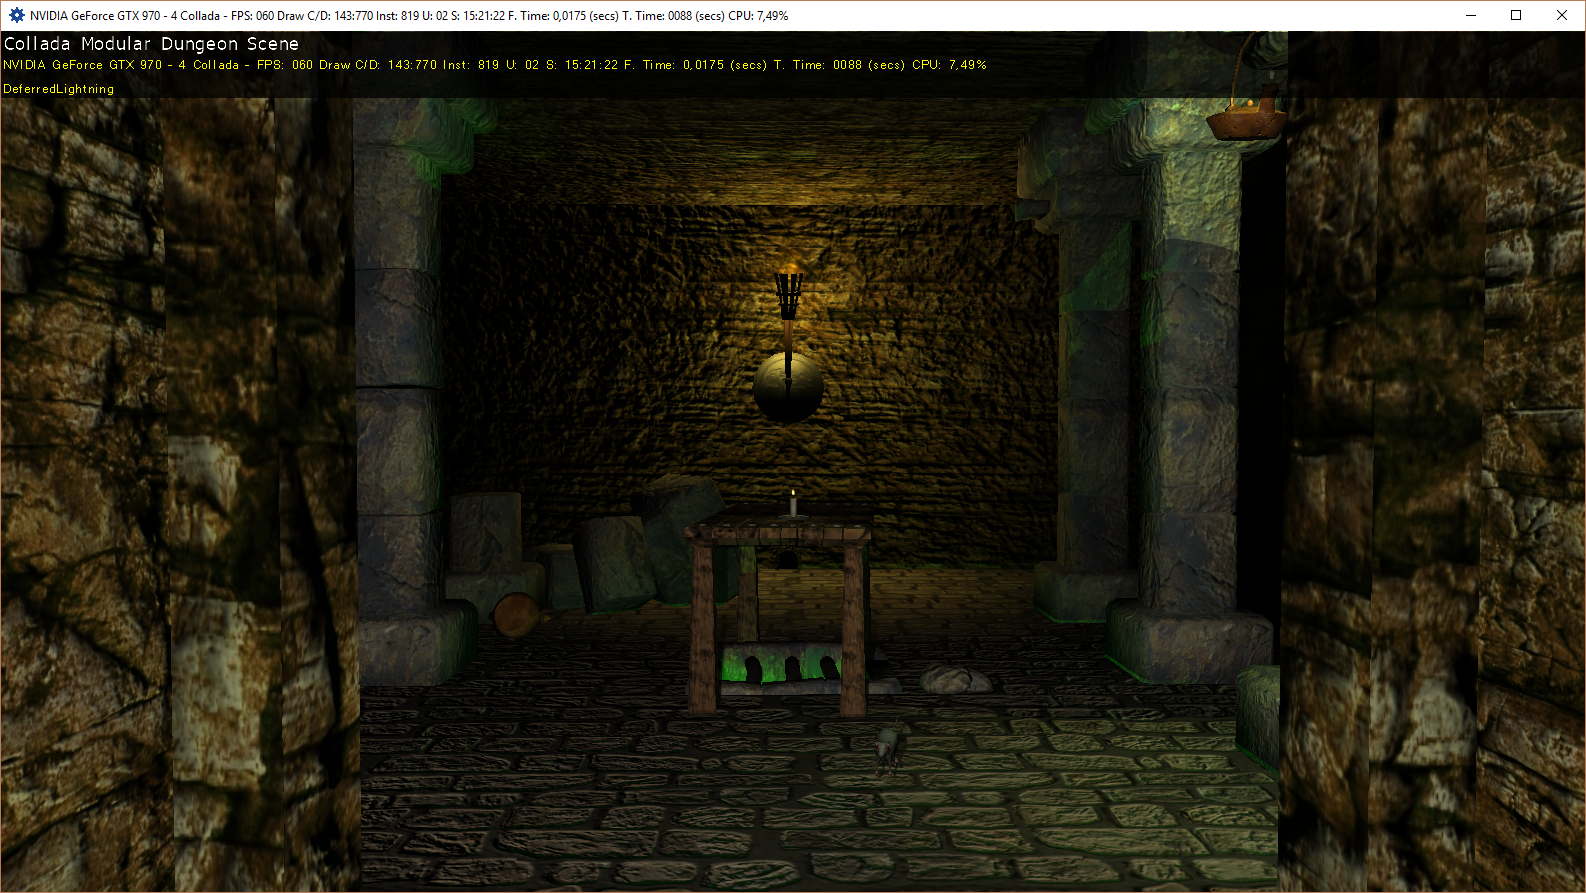 NVIDIA GeForce GTX 970 - 4 Collada - FPS: 060 Draw C/D: 143:770 Inst: 819 U: 02 S: 15:21:22 F. Time: 0,0175 (secs) T. Time: 0088 (secs) CPU: 7,49%
Collada Modular Dungeon Scene
NVIDIA GeForce GTX 970 - 4 Collada - FPS: 060 Draw C/D: 143:770 Inst: 819 U: 02 S: 15:21:22 F. Time: 0,0175 (secs) T. Time: 0088 (secs) CPU: 7,49%
DeferredLightning